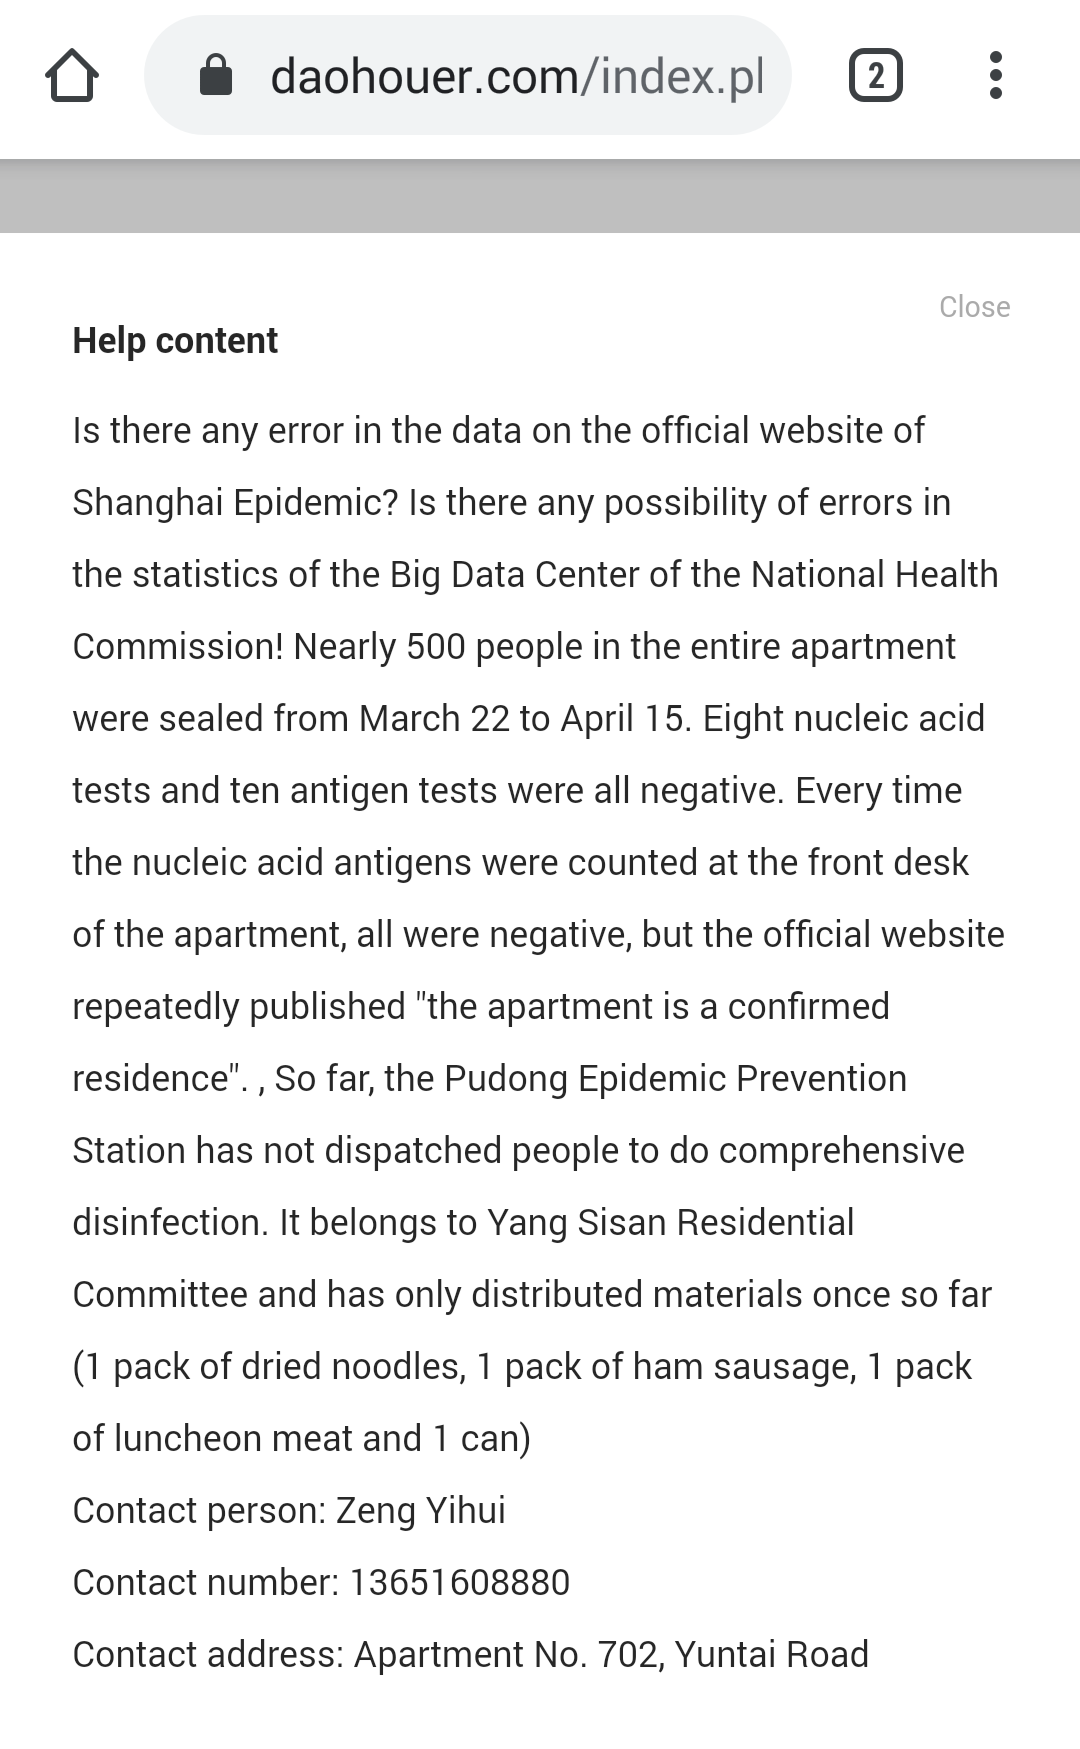 daohouer.com/index.pl
2
Close
Help content
Is there any error in the data on the official website of
Shanghai Epidemic? Is there any possibility of errors in
the statistics of the Big Data Center of the National Health
Commission! Nearly 500 people in the entire apartment
were sealed from March 22 to April 15. Eight nucleic acid
tests and ten antigen tests were all negative. Every time
the nucleic acid antigens were counted at the front desk
of the apartment, all were negative, but the official website
repeatedly published "the apartment is a confirmed
residence". , So far, the Pudong Epidemic Prevention
Station has not dispatched people to do comprehensive
disinfection. It belongs to Yang Sisan Residential
Committee and has only distributed materials once so far
(1 pack of dried noodles, 1 pack of ham sausage, 1 pack
of luncheon meat and 1 can)
Contact person: Zeng Yihui
Contact number: 13651608880
Contact address: Apartment No. 702, Yuntai Road